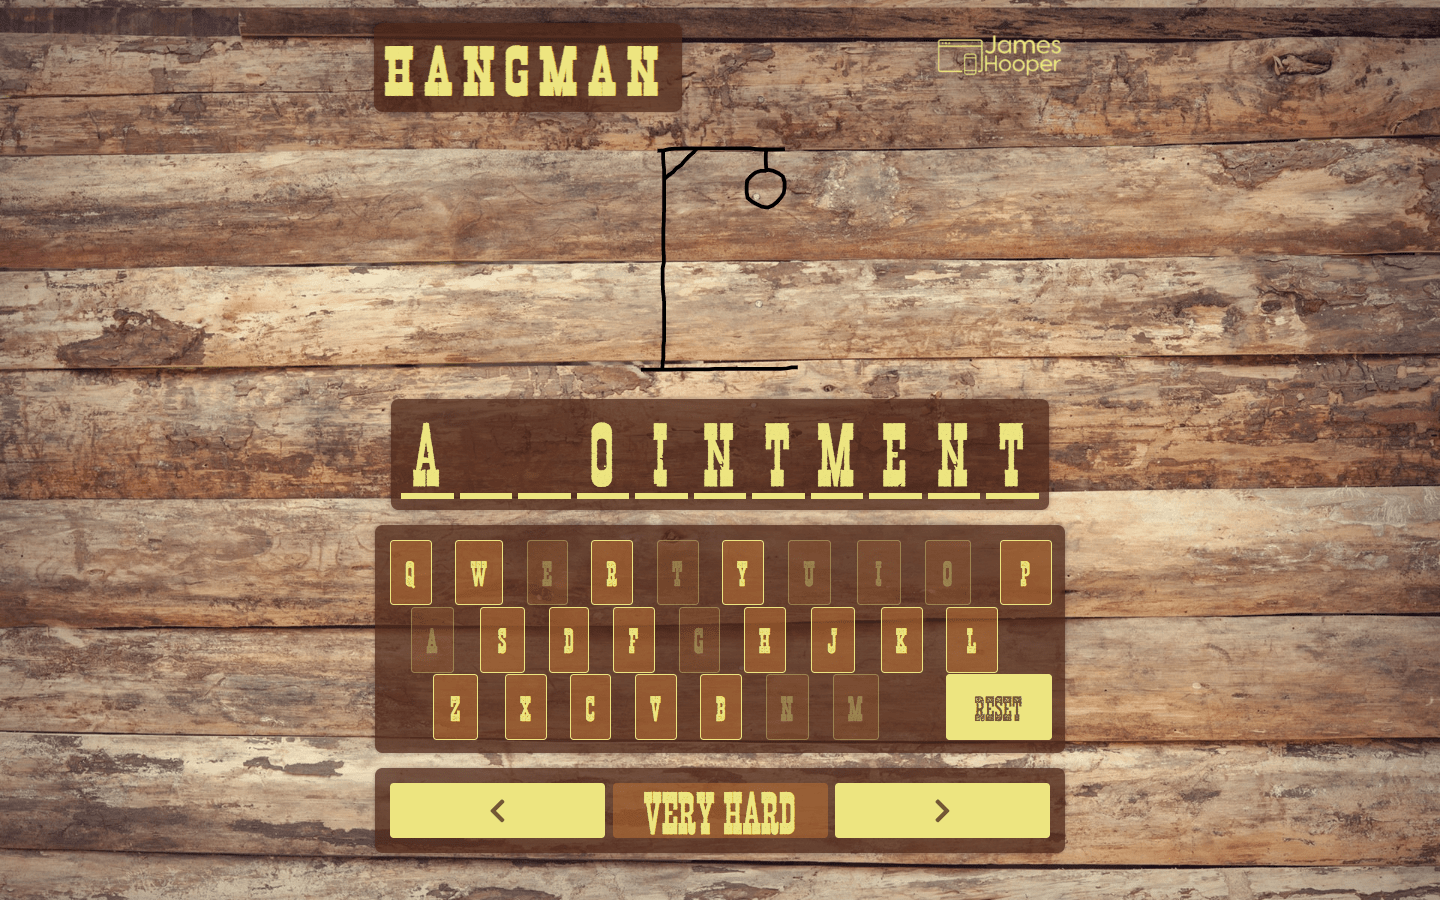 HANGMAN
James
Hooper
A _ _ O I N T M E N T
Q W E R T Y U I O P
A S D F G H J K L
Z X C V B N M RESET
< VERY HARD >